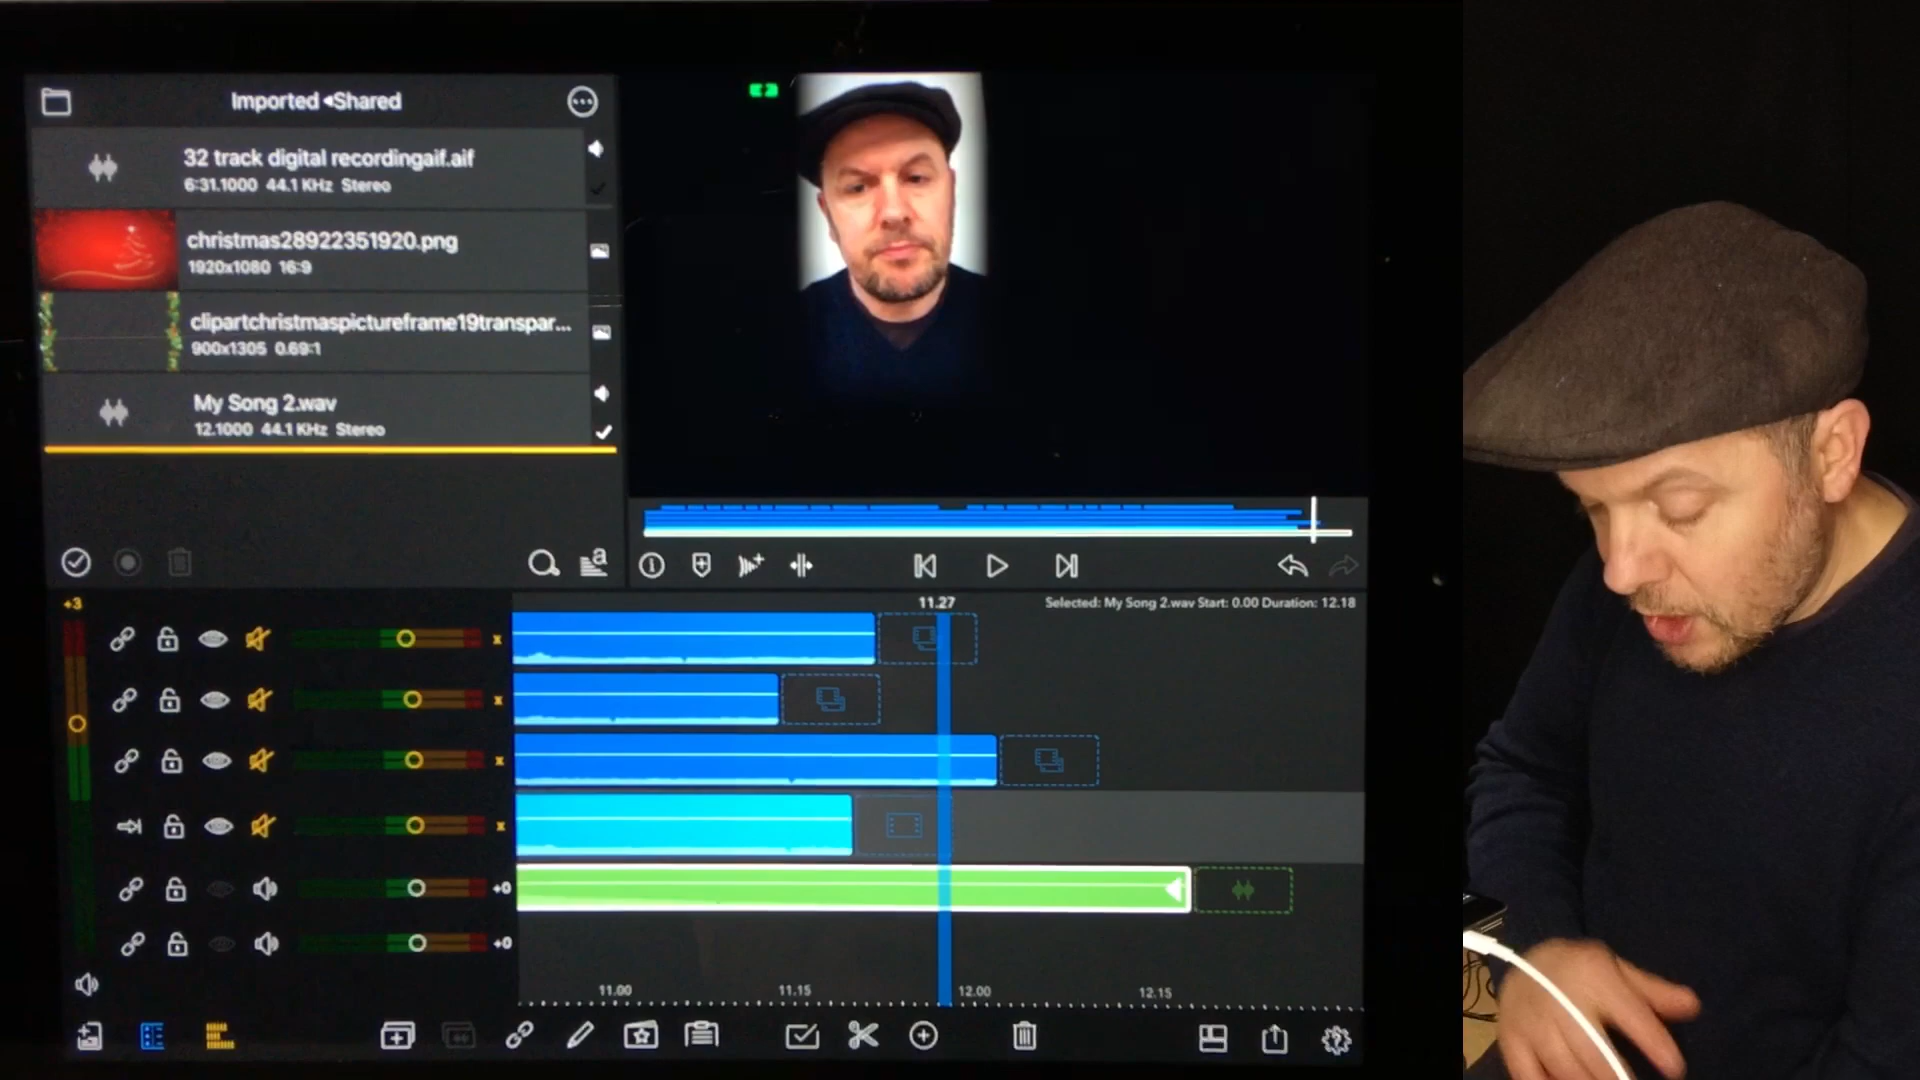 Imported ◂Shared
32 track digital recordingaif.aif
6:31.1000 44.1 KHz Stereo
christmas28922351920.png
1920x1080 16:9
clipartchristmaspictureframe19transpar...
900x1305 0.69:1
My Song 2.wav
12.1000 44.1 KHz Stereo
a
+3
11.27
Selected: My Song 2.wav Start: 0.00 Duration: 12.18
x
x
x
x
+0
+0
11.00 11.15 12.00 12.15